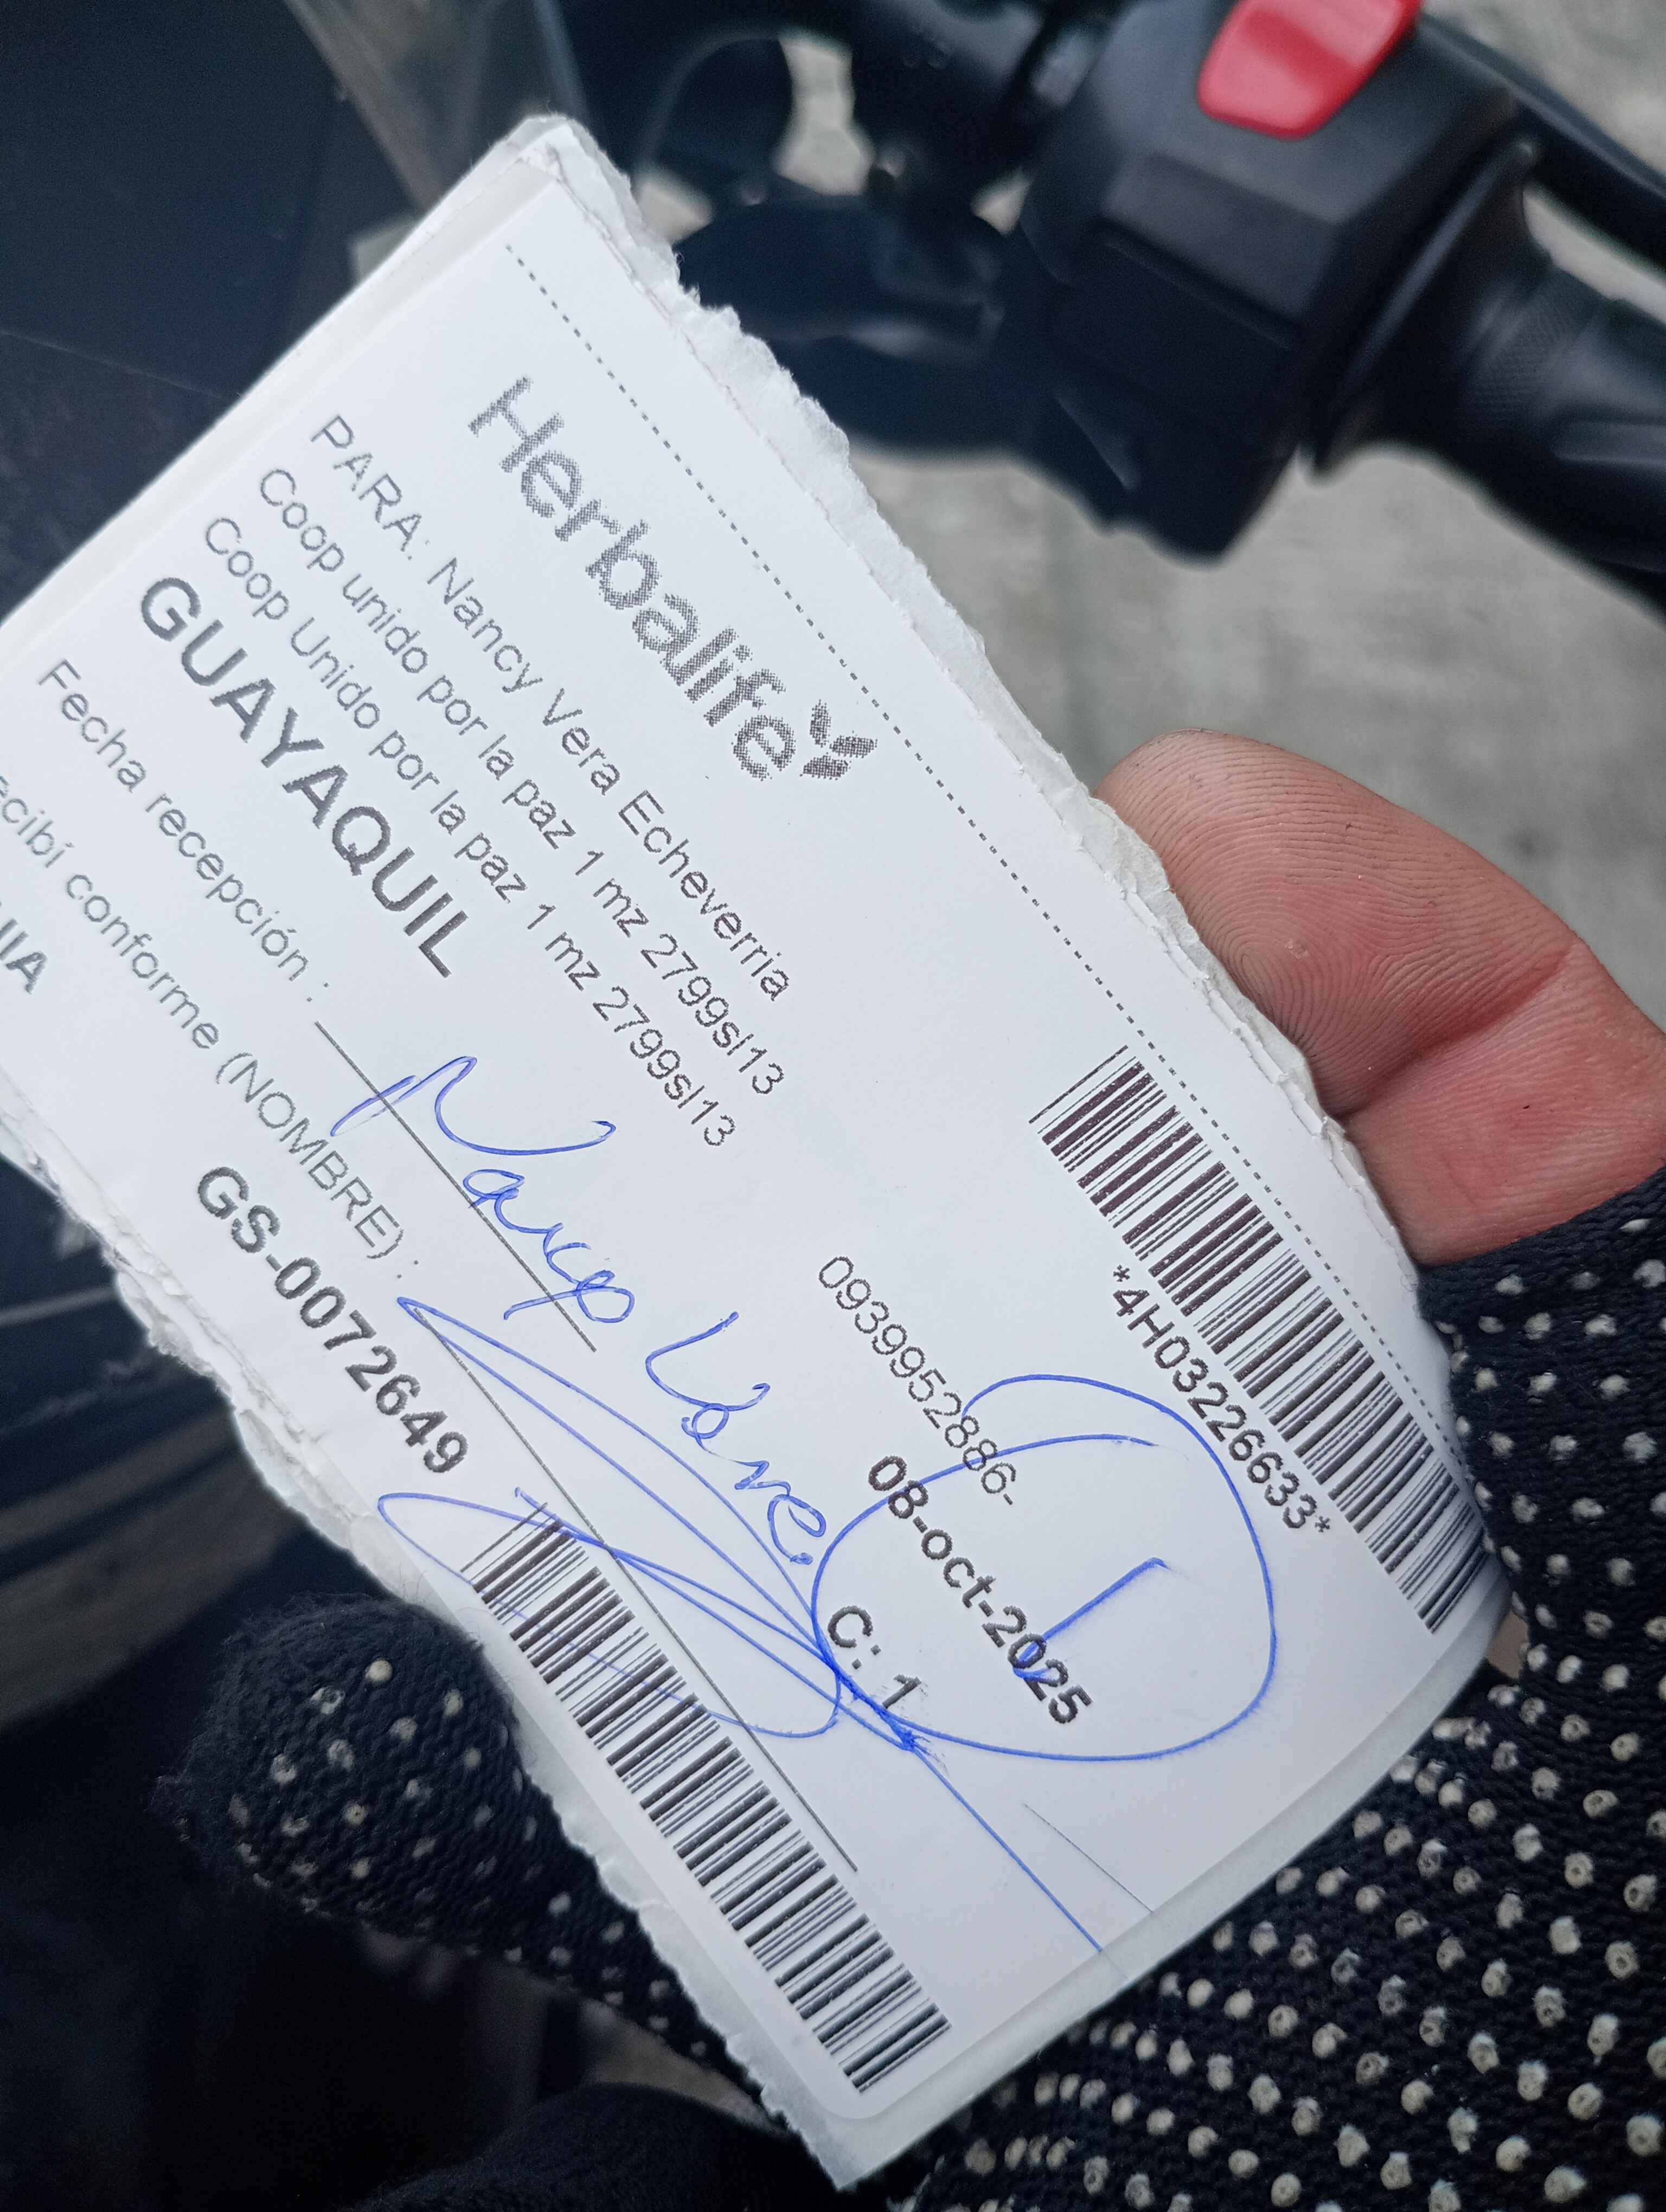 Herbalife
*4H03226633*
PARA: Nancy Vera Echeverria
Coop unido por la paz 1 mz 2799sl13
Coop Unido por la paz 1 mz 2799sl13
0939952886-
GUAYAQUIL
08-oct-2025
Fecha recepción :
Nancy Vera
C: 1
ecibí conforme (NOMBRE) :
GS-0072649